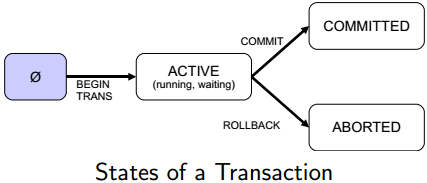 Ø
BEGIN
TRANS
ACTIVE
(running, waiting)
COMMIT
COMMITTED
ROLLBACK
ABORTED
States of a Transaction